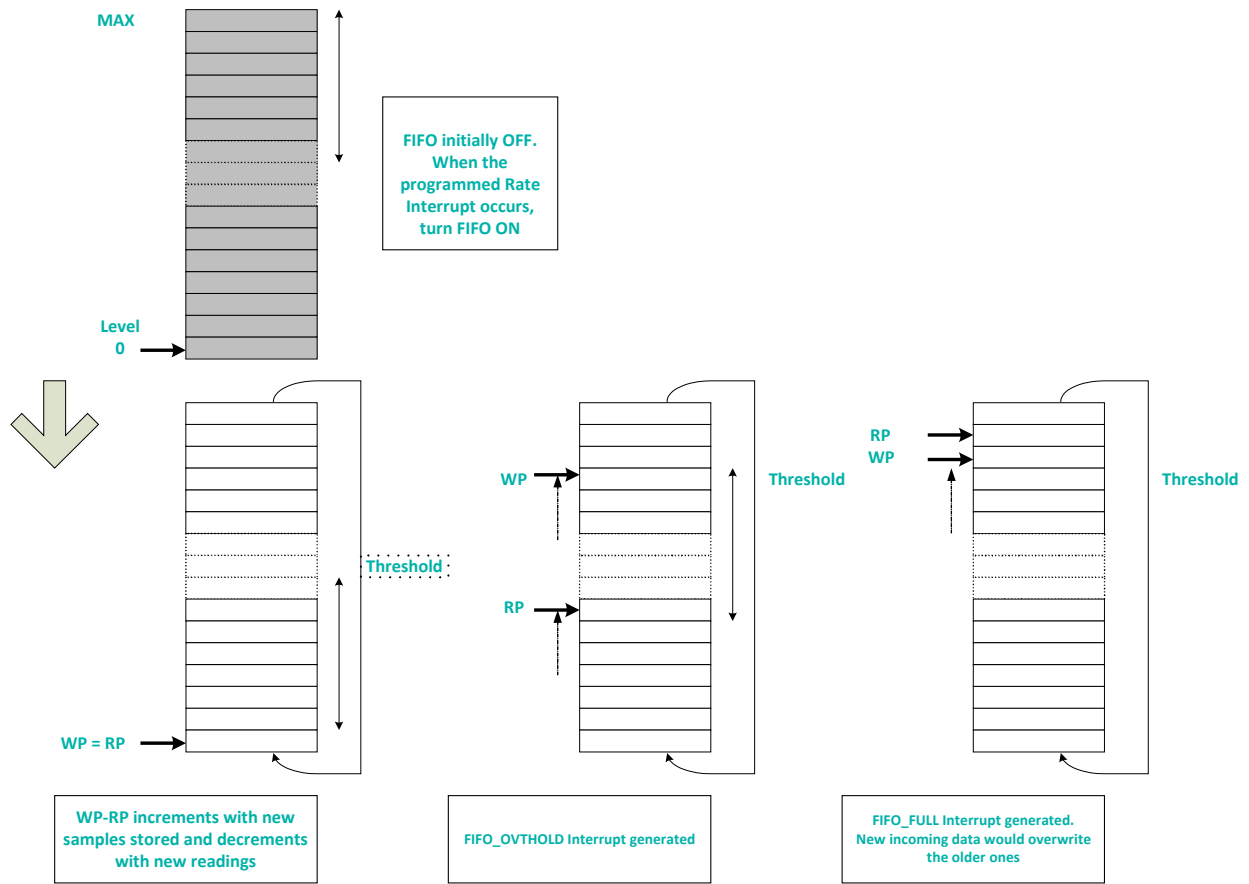 MAX
FIFO initially OFF.
When the
programmed Rate
Interrupt occurs,
turn FIFO ON
Level
0
RP
WP
WP
Threshold
Threshold
Threshold
RP
WP = RP
WP-RP increments with new
samples stored and decrements
with new readings
FIFO_OVTHOLD Interrupt generated
FIFO_FULL Interrupt generated.
New incoming data would overwrite
the older ones